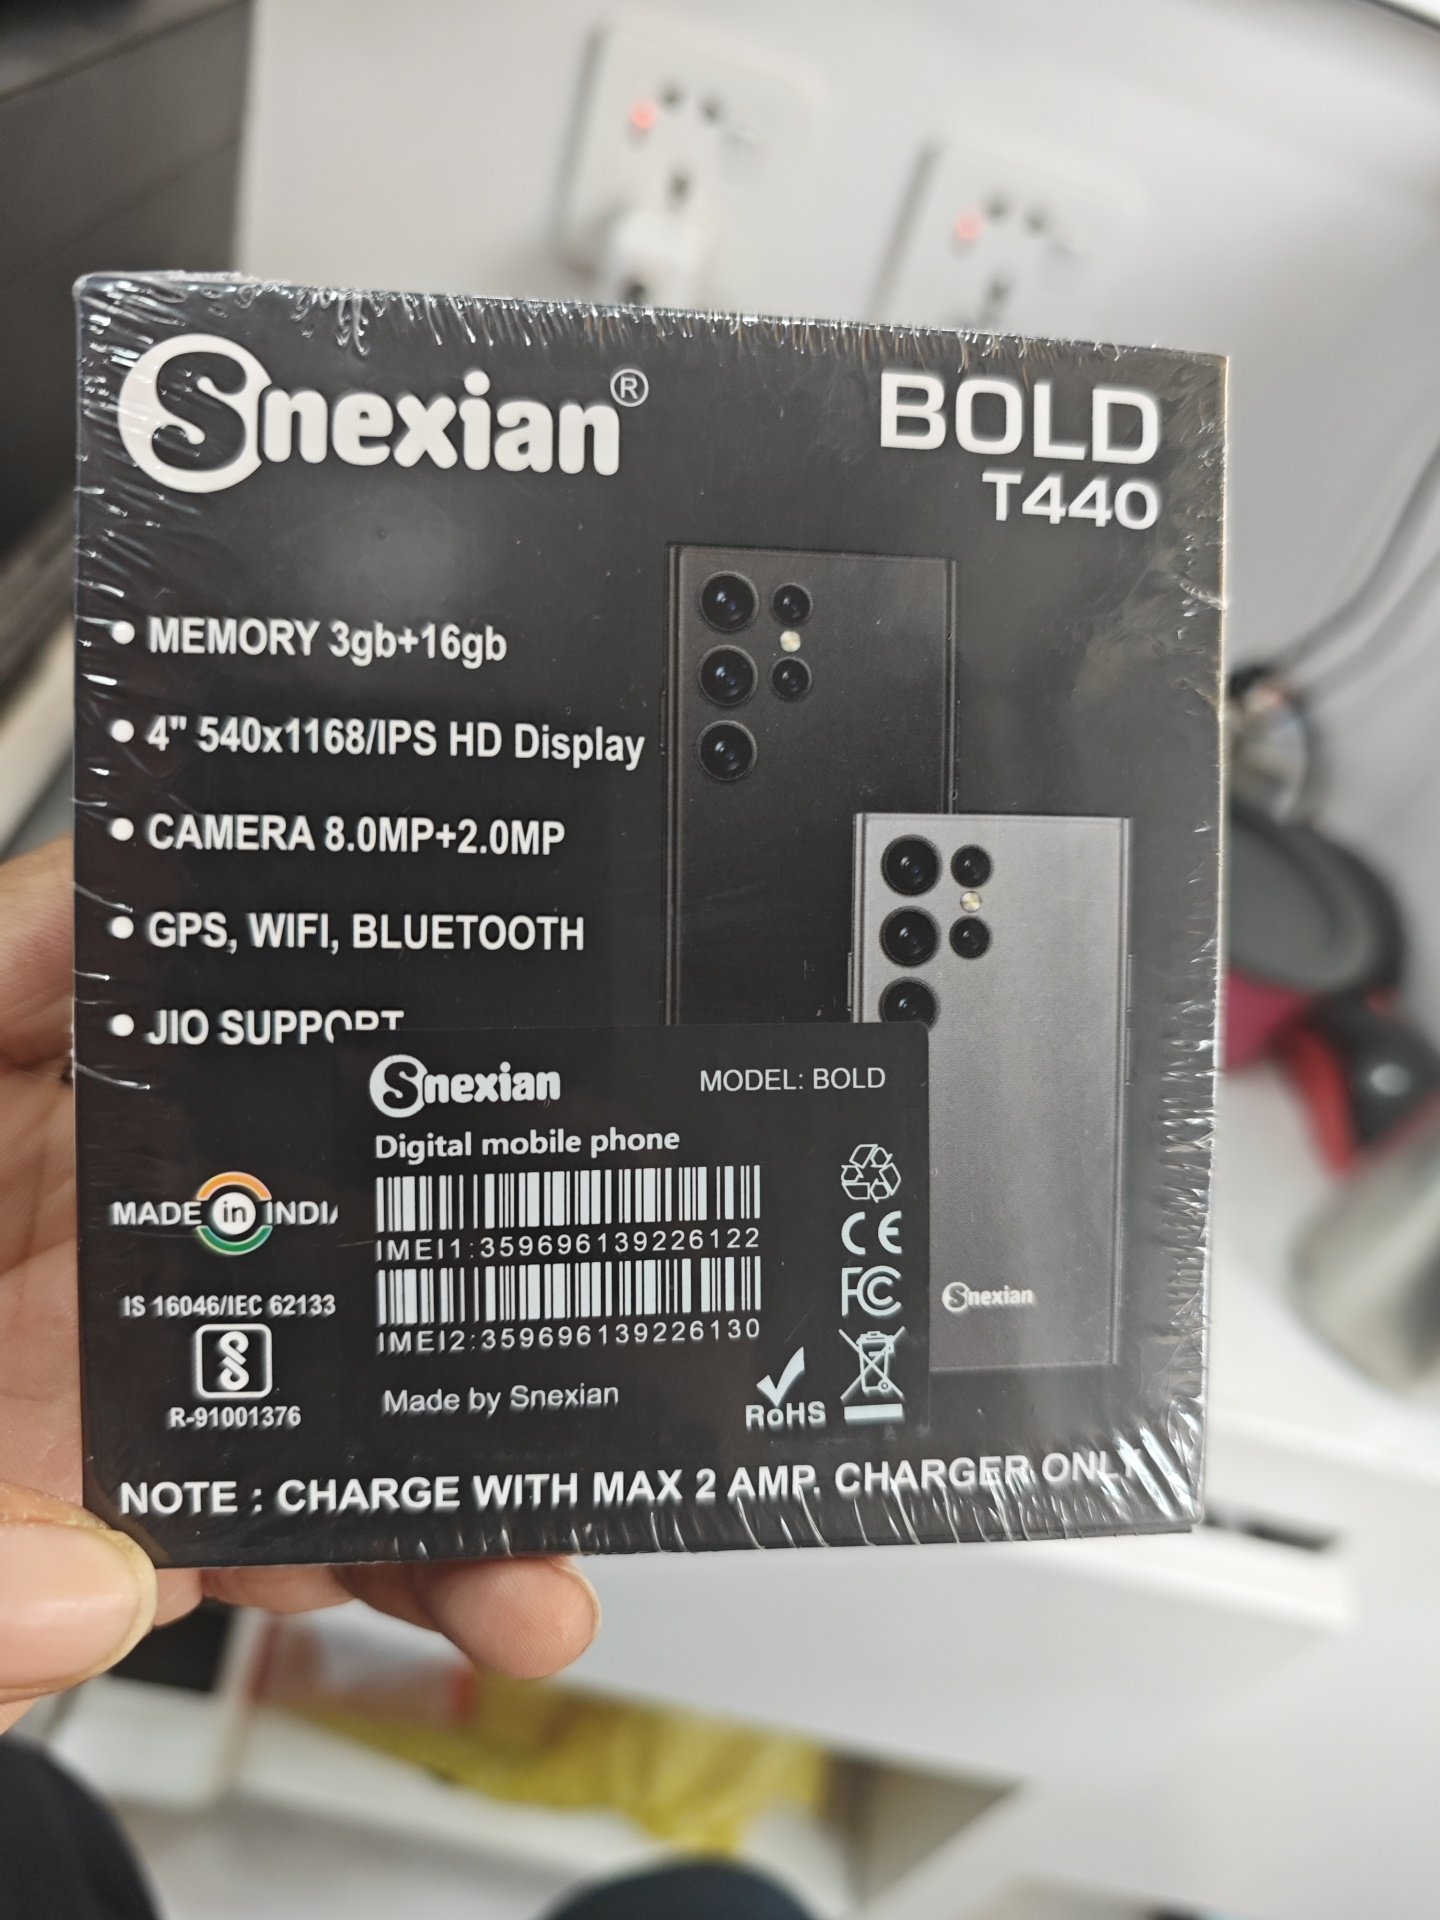 Snexian®
BOLD
T440
• MEMORY 3gb+16gb
• 4" 540x1168/IPS HD Display
• CAMERA 8.0MP+2.0MP
• GPS, WIFI, BLUETOOTH
• JIO SUPPORT
Snexian
MODEL: BOLD
Digital mobile phone
IMEI1:359696139226122
IMEI2:359696139226130
Made by Snexian
CE
FC
RoHS
MADE in INDIA
IS 16046/IEC 62133
R-91001376
Snexian
NOTE : CHARGE WITH MAX 2 AMP. CHARGER ONLY